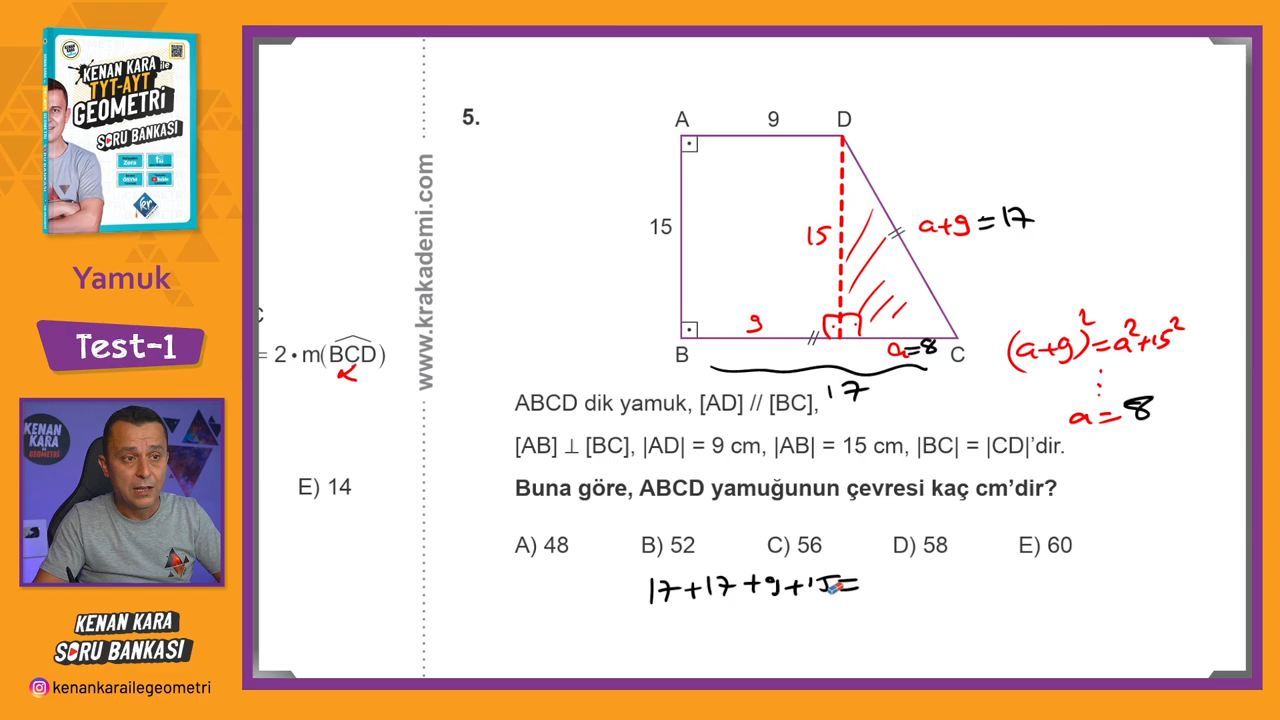 KENAN KARA ile
TYT-AYT
GEOMETRİ
SORU BANKASI
kr
Yamuk
Test-1
KENAN KARA
SORU BANKASI
kenankarailegeometri
= 2·m(BCD)
E) 14
www.krakademi.com
5.
A 9 D
15
15
a+9 = 17
9
a=8
B C
17
(a+9)² = a²+15²
a = 8
ABCD dik yamuk, [AD] // [BC],
[AB] ⊥ [BC], |AD| = 9 cm, |AB| = 15 cm, |BC| = |CD|'dir.
Buna göre, ABCD yamuğunun çevresi kaç cm'dir?
A) 48 B) 52 C) 56 D) 58 E) 60
17+17+9+15=